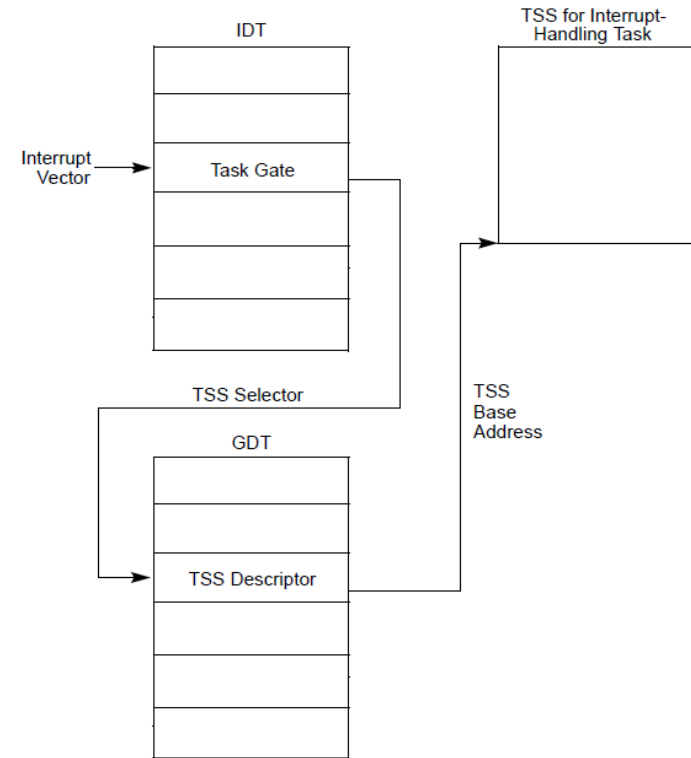 TSS for Interrupt-
Handling Task
IDT
Interrupt
Vector
Task Gate
TSS Selector
TSS
Base
Address
GDT
TSS Descriptor